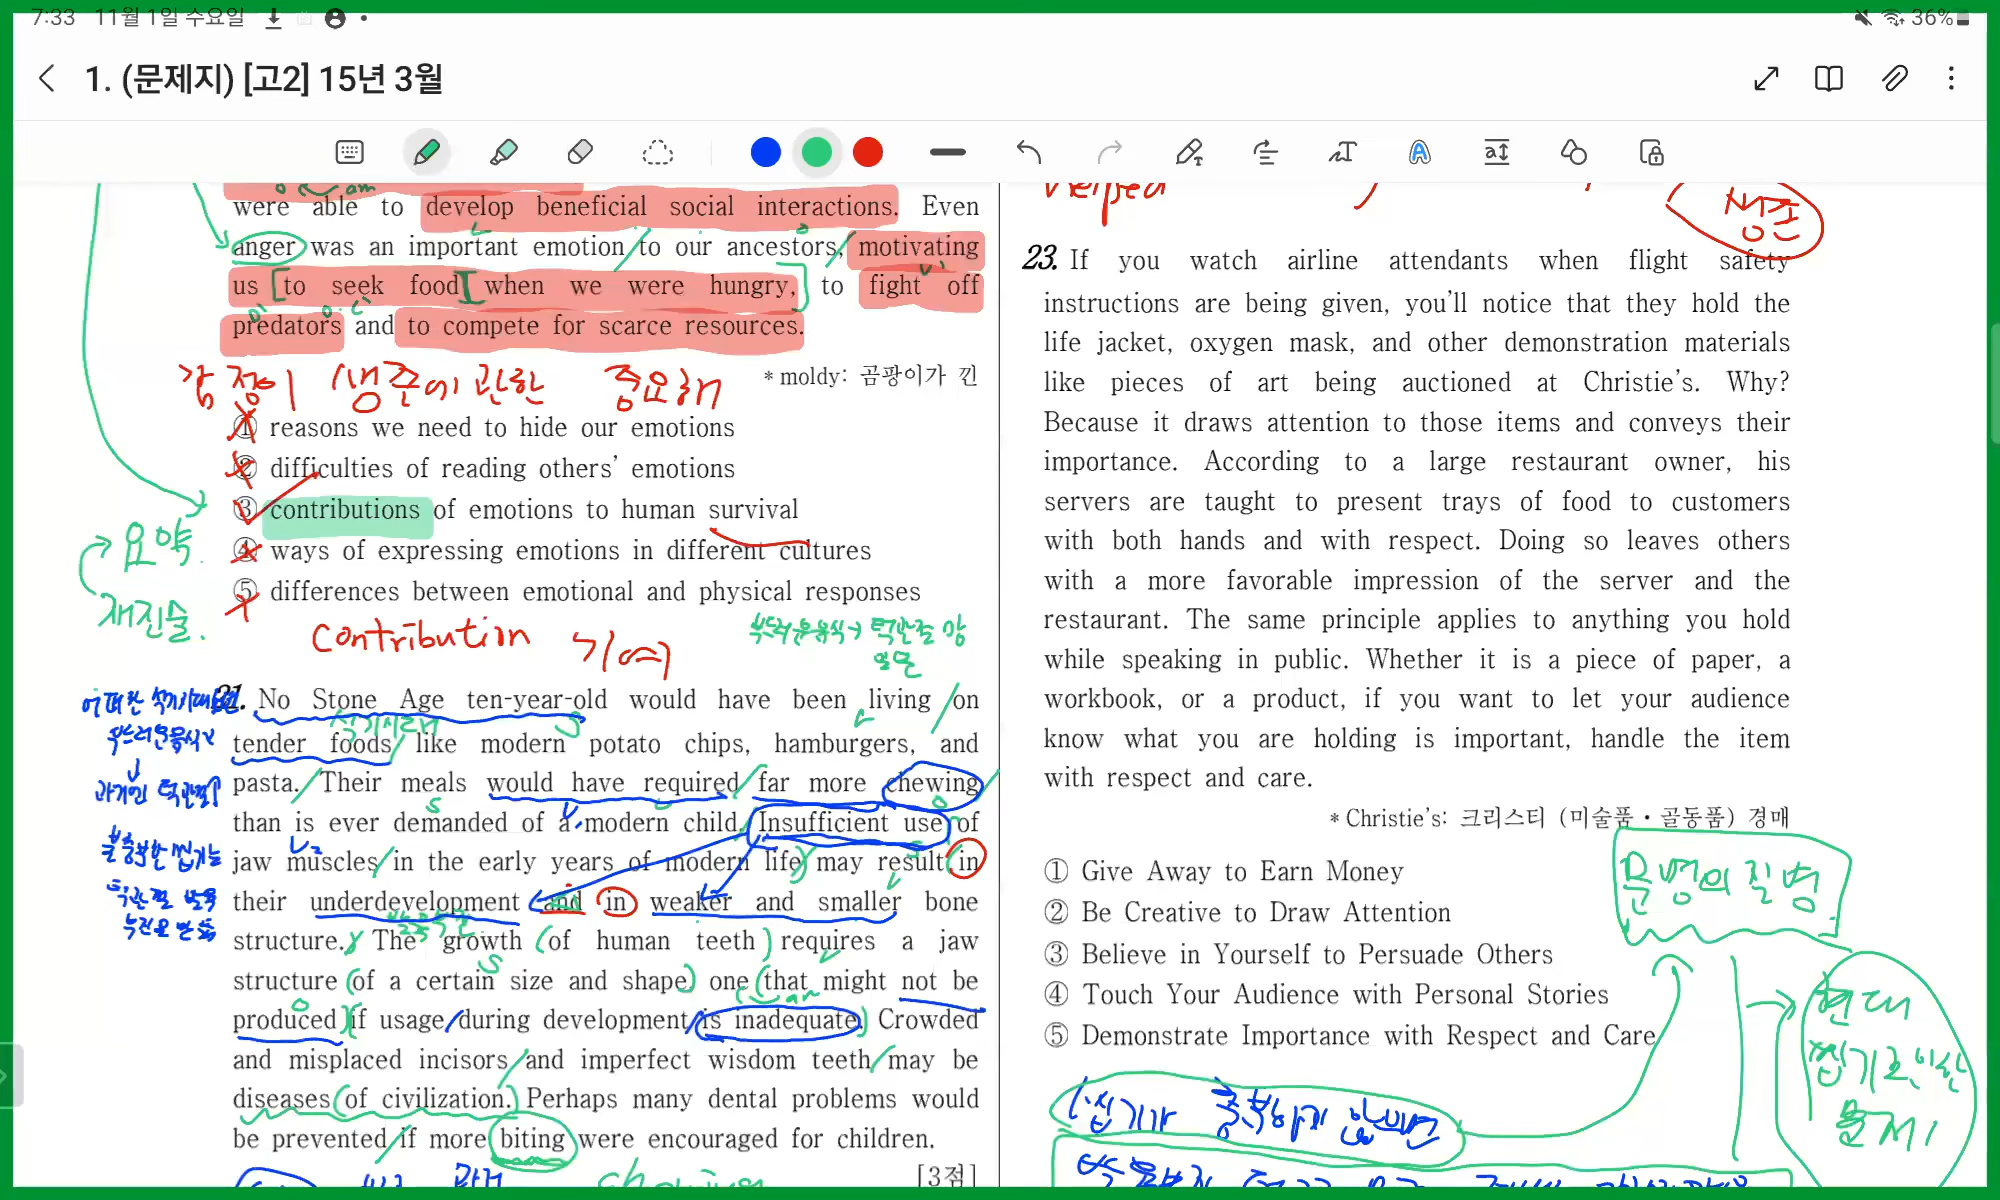 7:33 11월 1일 수요일
36%
1. (문제지) [고2] 15년 3월
were able to develop beneficial social interactions. Even
anger was an important emotion to our ancestors, motivating
us to seek food when we were hungry, to fight off
predators and to compete for scarce resources.
* moldy: 곰팡이가 핀
감정이 생존에 관한 중요해
① reasons we need to hide our emotions
② difficulties of reading others' emotions
③ contributions of emotions to human survival
④ ways of expressing emotions in different cultures
⑤ differences between emotional and physical responses
요약.
재진술.
contribution 기여
21. No Stone Age ten-year-old would have been living on
석기시대
tender foods like modern potato chips, hamburgers, and
pasta. Their meals would have required far more chewing
than is ever demanded of a modern child. Insufficient use of
jaw muscles in the early years of modern life may result in
their underdevelopment and in weaker and smaller bone
structure. The growth of human teeth requires a jaw
structure of a certain size and shape, one that might not be
produced if usage during development is inadequate. Crowded
and misplaced incisors and imperfect wisdom teeth may be
diseases of civilization. Perhaps many dental problems would
be prevented if more biting were encouraged for children.
[3점]
helped
생존
23. If you watch airline attendants when flight safety
instructions are being given, you'll notice that they hold the
life jacket, oxygen mask, and other demonstration materials
like pieces of art being auctioned at Christie's. Why?
Because it draws attention to those items and conveys their
importance. According to a large restaurant owner, his
servers are taught to present trays of food to customers
with both hands and with respect. Doing so leaves others
with a more favorable impression of the server and the
restaurant. The same principle applies to anything you hold
while speaking in public. Whether it is a piece of paper, a
workbook, or a product, if you want to let your audience
know what you are holding is important, handle the item
with respect and care.
* Christie's: 크리스티 (미술품・골동품) 경매
① Give Away to Earn Money
② Be Creative to Draw Attention
③ Believe in Yourself to Persuade Others
④ Touch Your Audience with Personal Stories
⑤ Demonstrate Importance with Respect and Care
문명의 질병
현대
씹기로 인한
문제
씹기가 충분하지 않으면